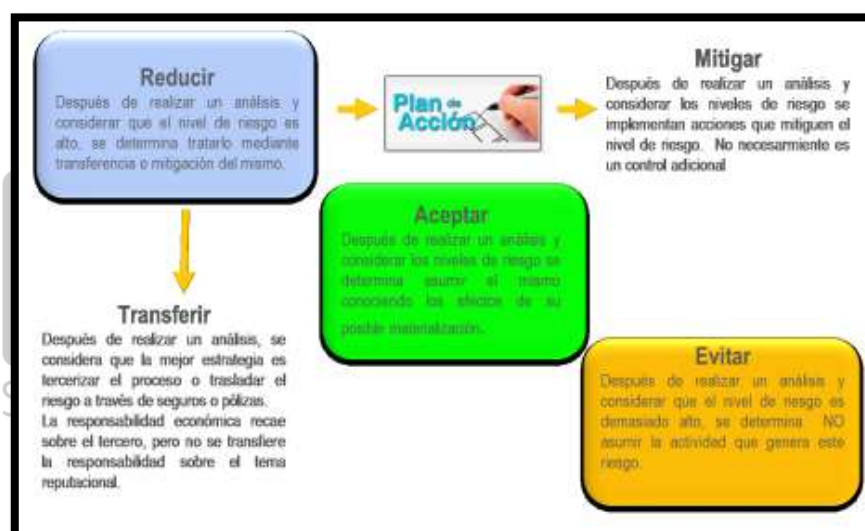 Reducir
Después de realizar un análisis y
considerar que el nivel de riesgo es
alto, se determina tratarlo mediante
transferencia o mitigación del mismo.
Plan de
Acción
Mitigar
Después de realizar un análisis y
considerar los niveles de riesgo se
implementan acciones que mitiguen el
nivel de riesgo. No necesarmiente es
un control adicional
Aceptar
Después de realizar un análisis y
considerar los niveles de riesgo se
determina asumir el mismo
conociendo los efectos de su
posible materialización.
Transferir
Después de realizar un análisis, se
considera que la mejor estrategia es
tercerizar el proceso o trasladar el
riesgo a través de seguros o pólizas.
La responsabilidad económica recae
sobre el tercero, pero no se transfiere
la responsabilidad sobre el tema
reputacional.
Evitar
Después de realizar un análisis y
considerar que el nivel de riesgo es
demasiado alto, se determina NO
asumir la actividad que genera este
riesgo.